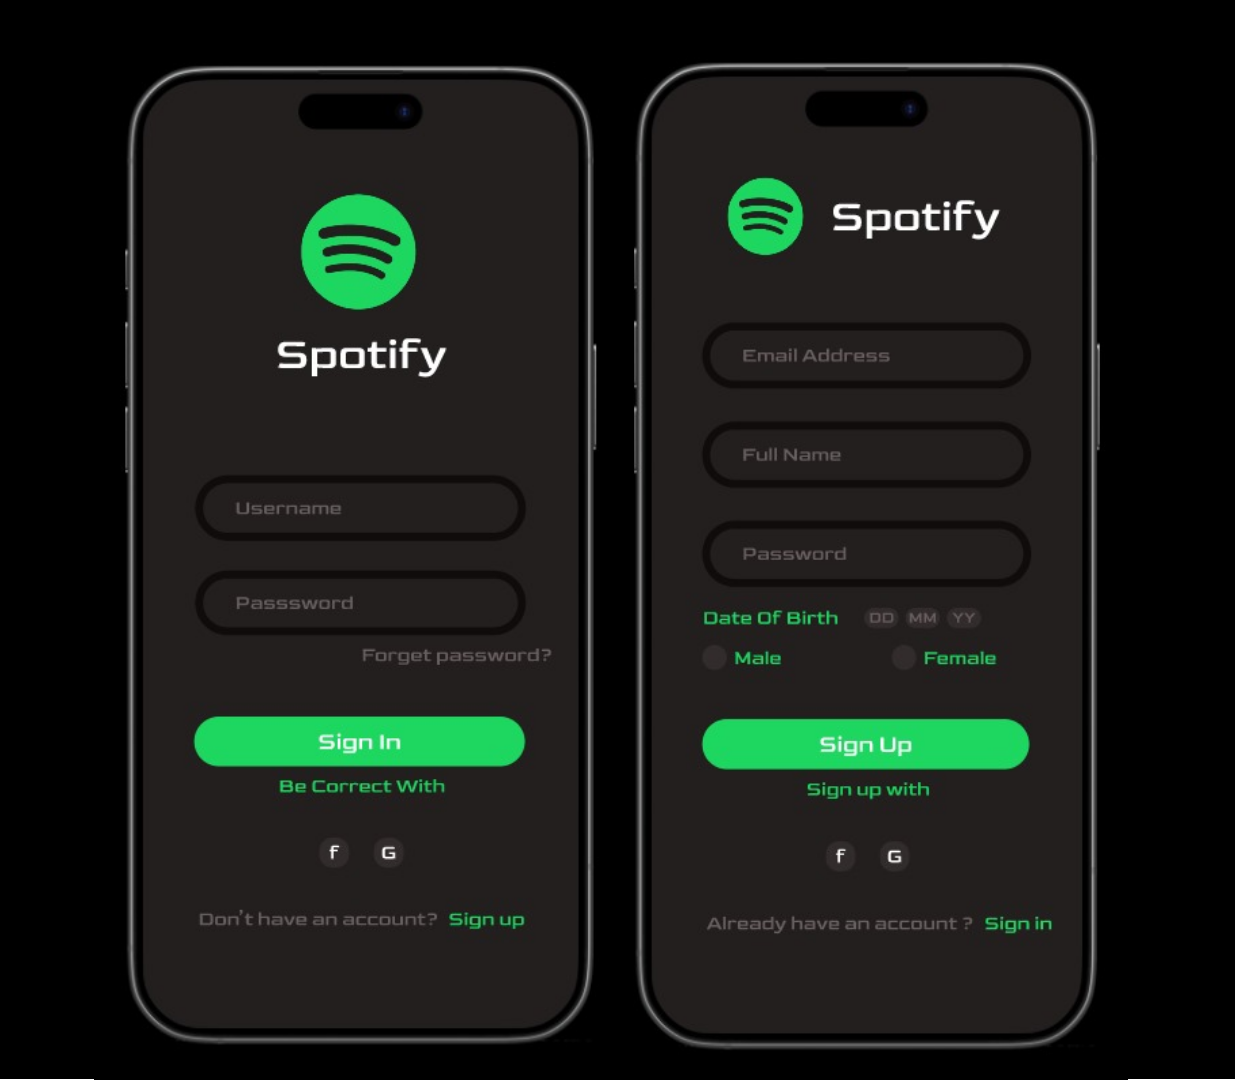 Spotify
Username
Passsword
Forget password?
Sign In
Be Correct With
f G
Don't have an account? Sign up
Spotify
Email Address
Full Name
Password
Date Of Birth DD MM YY
Male Female
Sign Up
Sign up with
f G
Already have an account ? Sign in